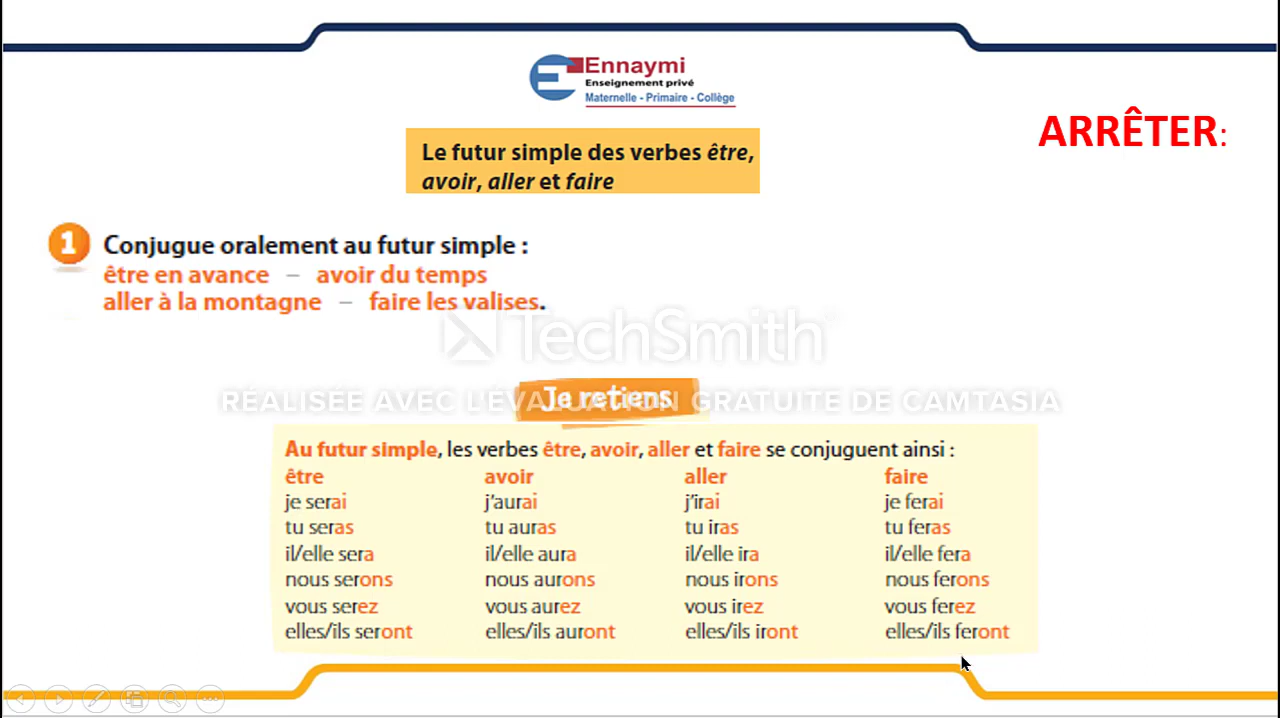 Ennaymi
Enseignement privé
Maternelle - Primaire - Collège
ARRÊTER:
Le futur simple des verbes être,
avoir, aller et faire
1 Conjugue oralement au futur simple :
être en avance – avoir du temps
aller à la montagne – faire les valises.
TechSmith
Je retiens
RÉALISÉE AVEC L'ÉVALUATION GRATUITE DE CAMTASIA
Au futur simple, les verbes être, avoir, aller et faire se conjuguent ainsi :
être avoir aller faire
je serai j'aurai j'irai je ferai
tu seras tu auras tu iras tu feras
il/elle sera il/elle aura il/elle ira il/elle fera
nous serons nous aurons nous irons nous ferons
vous serez vous aurez vous irez vous ferez
elles/ils seront elles/ils auront elles/ils iront elles/ils feront